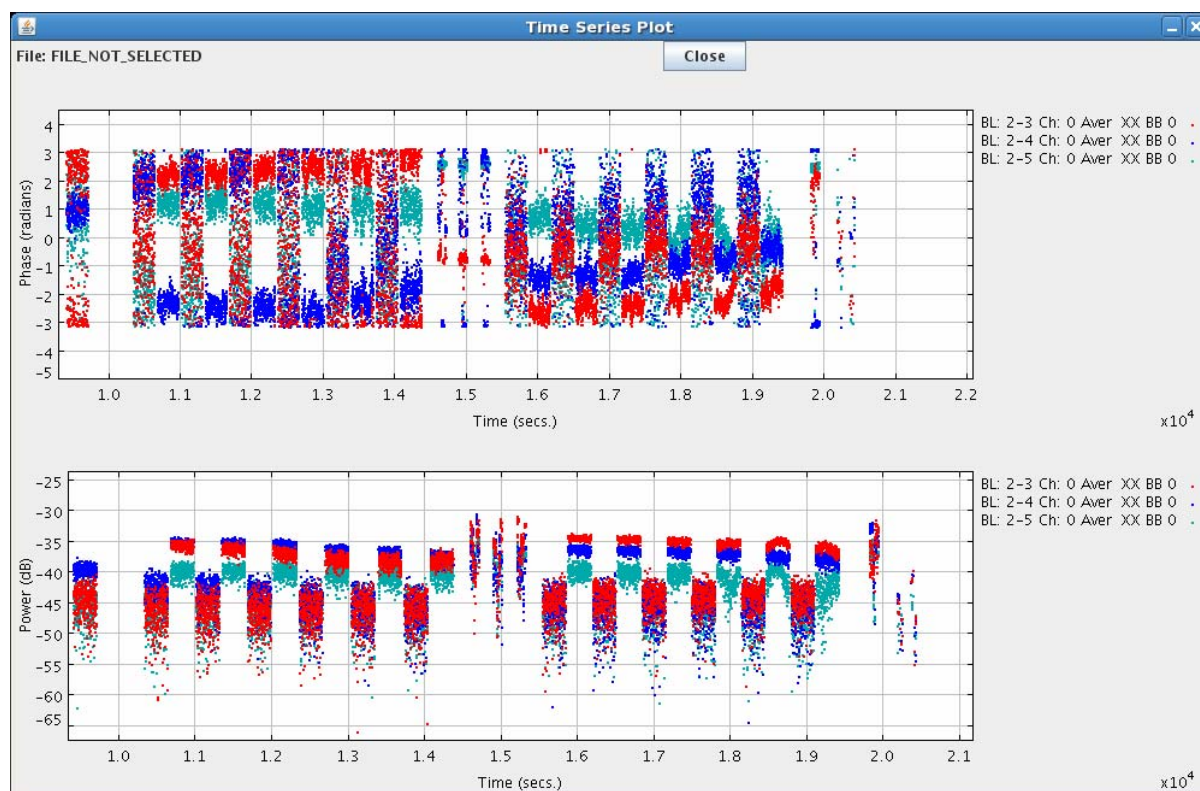 Time Series Plot
File: FILE_NOT_SELECTED
Close
4
3
2
1
0
-1
-2
-3
-4
-5
Phase (radians)
1.0 1.1 1.2 1.3 1.4 1.5 1.6 1.7 1.8 1.9 2.0 2.1 2.2
Time (secs.)
x10^4
BL: 2-3 Ch: 0 Aver XX BB 0
BL: 2-4 Ch: 0 Aver XX BB 0
BL: 2-5 Ch: 0 Aver XX BB 0
-25
-30
-35
-40
-45
-50
-55
-60
-65
Power (dB)
1.0 1.1 1.2 1.3 1.4 1.5 1.6 1.7 1.8 1.9 2.0 2.1
Time (secs.)
x10^4
BL: 2-3 Ch: 0 Aver XX BB 0
BL: 2-4 Ch: 0 Aver XX BB 0
BL: 2-5 Ch: 0 Aver XX BB 0